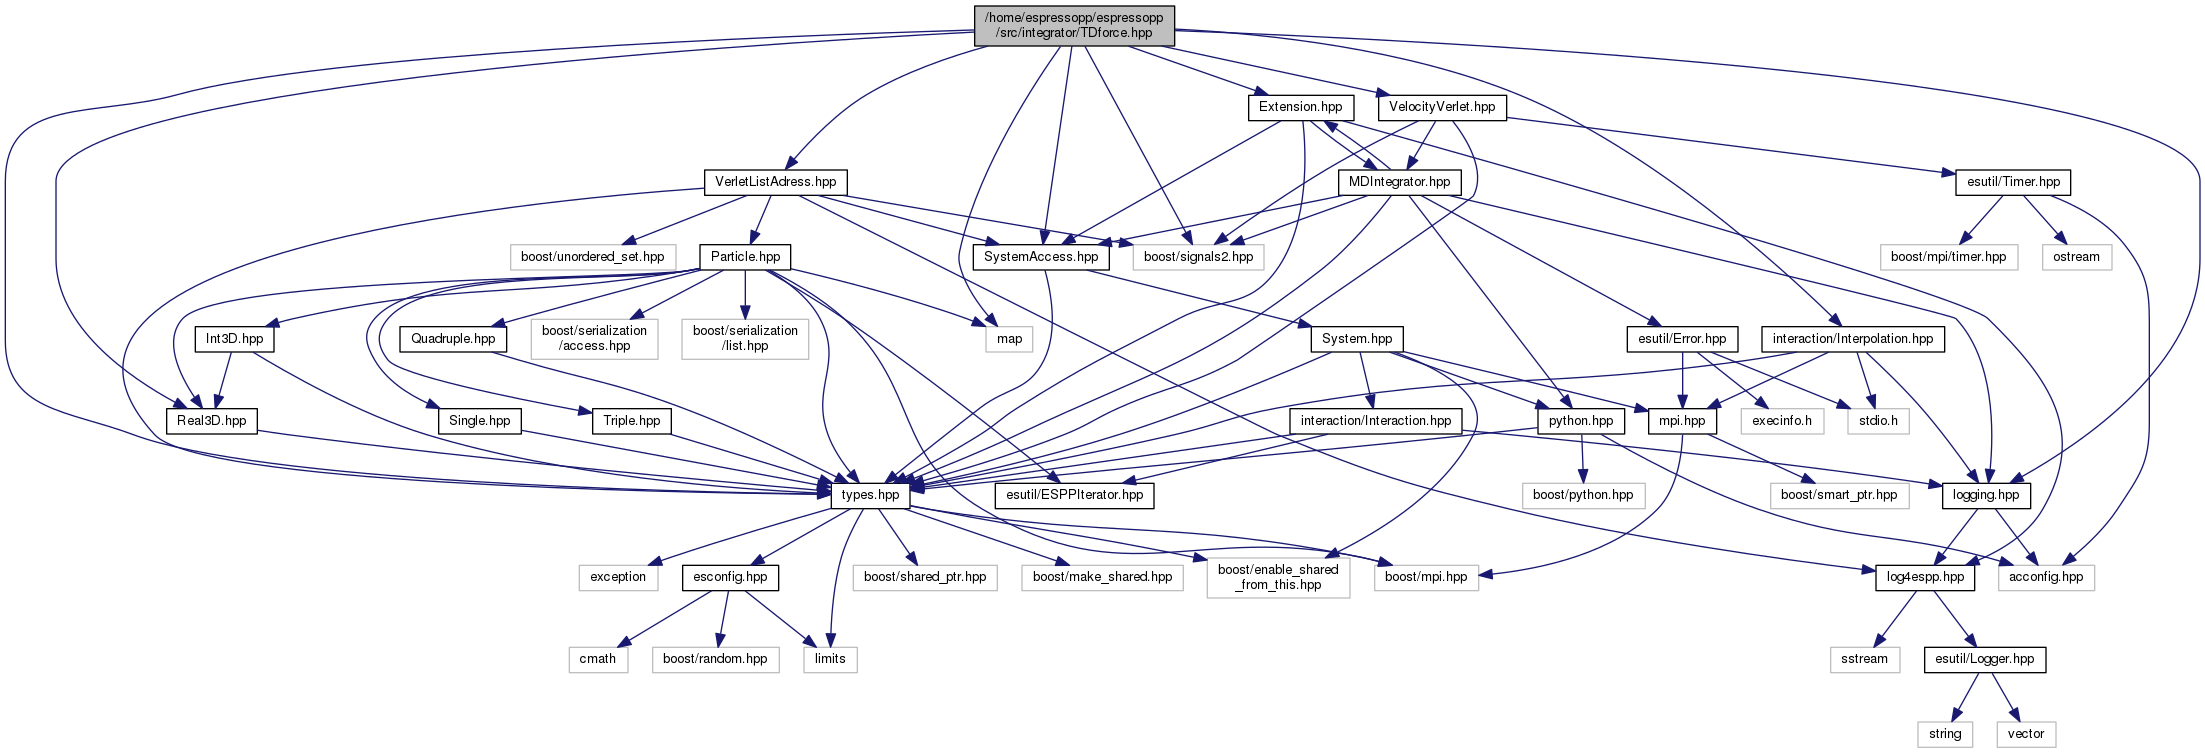 /home/espressopp/espressopp
/src/integrator/TDforce.hpp
Extension.hpp
VelocityVerlet.hpp
VerletListAdress.hpp
MDIntegrator.hpp
esutil/Timer.hpp
boost/unordered_set.hpp
Particle.hpp
SystemAccess.hpp
boost/signals2.hpp
boost/mpi/timer.hpp
ostream
Int3D.hpp
Quadruple.hpp
boost/serialization
/access.hpp
boost/serialization
/list.hpp
map
System.hpp
esutil/Error.hpp
interaction/Interpolation.hpp
Real3D.hpp
Single.hpp
Triple.hpp
interaction/Interaction.hpp
python.hpp
mpi.hpp
execinfo.h
stdio.h
types.hpp
esutil/ESPPIterator.hpp
boost/python.hpp
boost/smart_ptr.hpp
logging.hpp
exception
esconfig.hpp
boost/shared_ptr.hpp
boost/make_shared.hpp
boost/enable_shared
_from_this.hpp
boost/mpi.hpp
log4espp.hpp
acconfig.hpp
cmath
boost/random.hpp
limits
sstream
esutil/Logger.hpp
string
vector